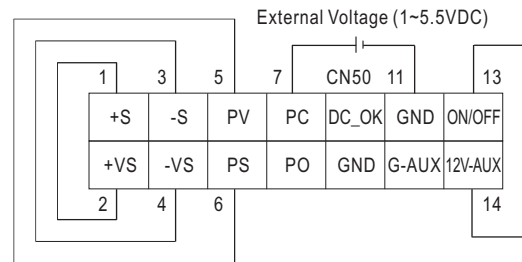 External Voltage (1~5.5VDC)
1 3 5 7 CN50 11 13
+S -S PV PC DC_OK GND ON/OFF
+VS -VS PS PO GND G-AUX 12V-AUX
2 4 6 14